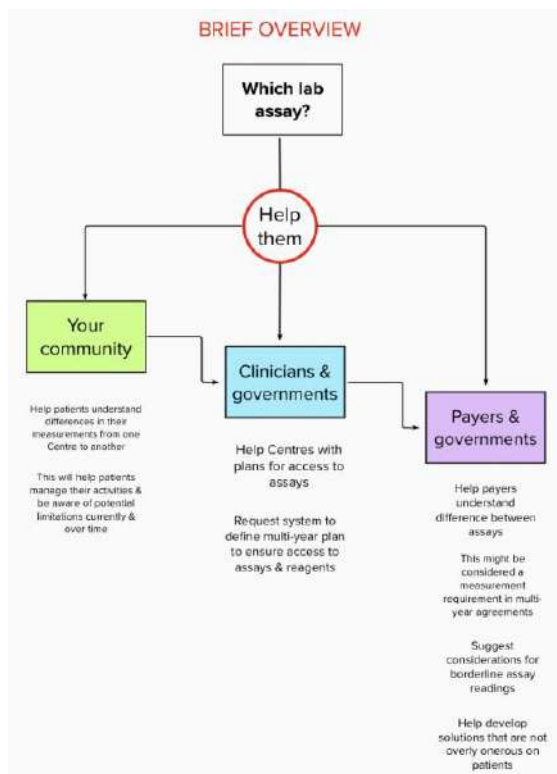 BRIEF OVERVIEW
Which lab
assay?
Help
them
Your
community
Help patients understand
differences in their
measurements from one
Centre to another
This will help patients
manage their activities &
be aware of potential
limitations currently &
over time
Clinicians &
governments
Help Centres with
plans for access to
assays
Request system to
define multi-year plan
to ensure access to
assays & reagents
Payers &
governments
Help payers
understand
difference between
assays
This might be
considered a
measurement
requirement in multi-
year agreements
Suggest
considerations for
borderline assay
readings
Help develop
solutions that are not
overly onerous on
patients